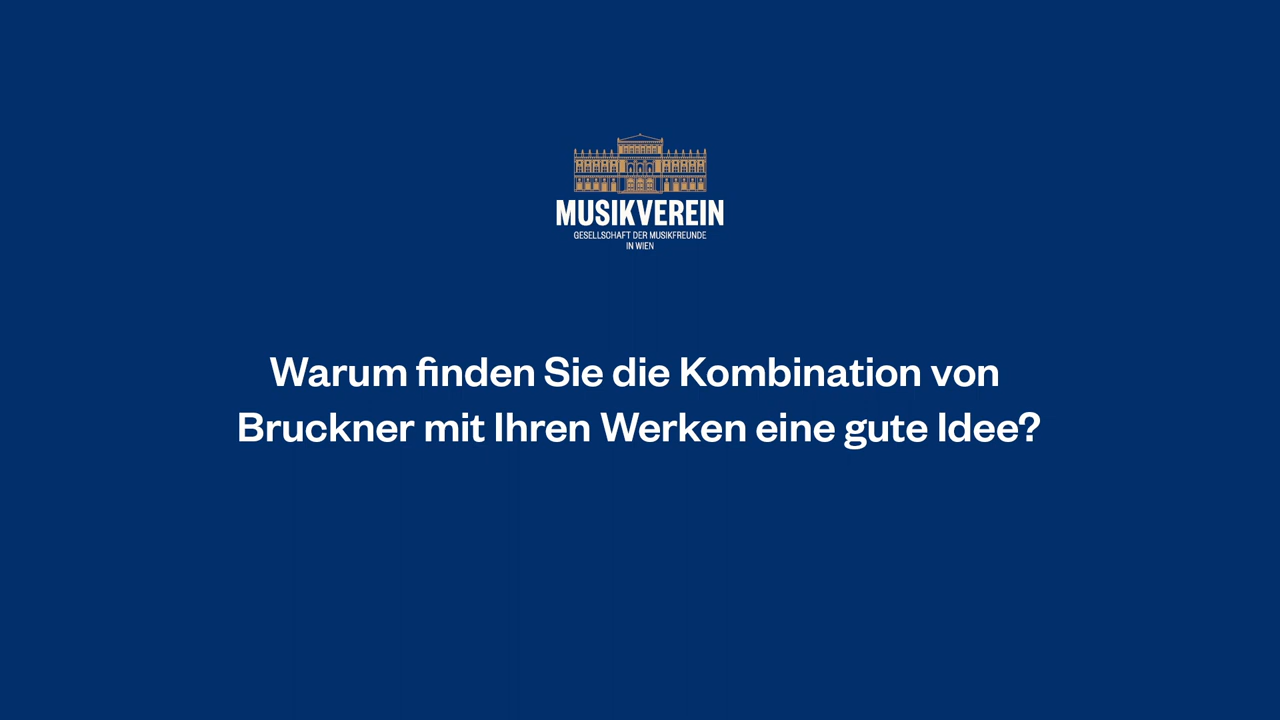 MUSIKVEREIN
GESELLSCHAFT DER MUSIKFREUNDE
IN WIEN
Warum finden Sie die Kombination von
Bruckner mit Ihren Werken eine gute Idee?